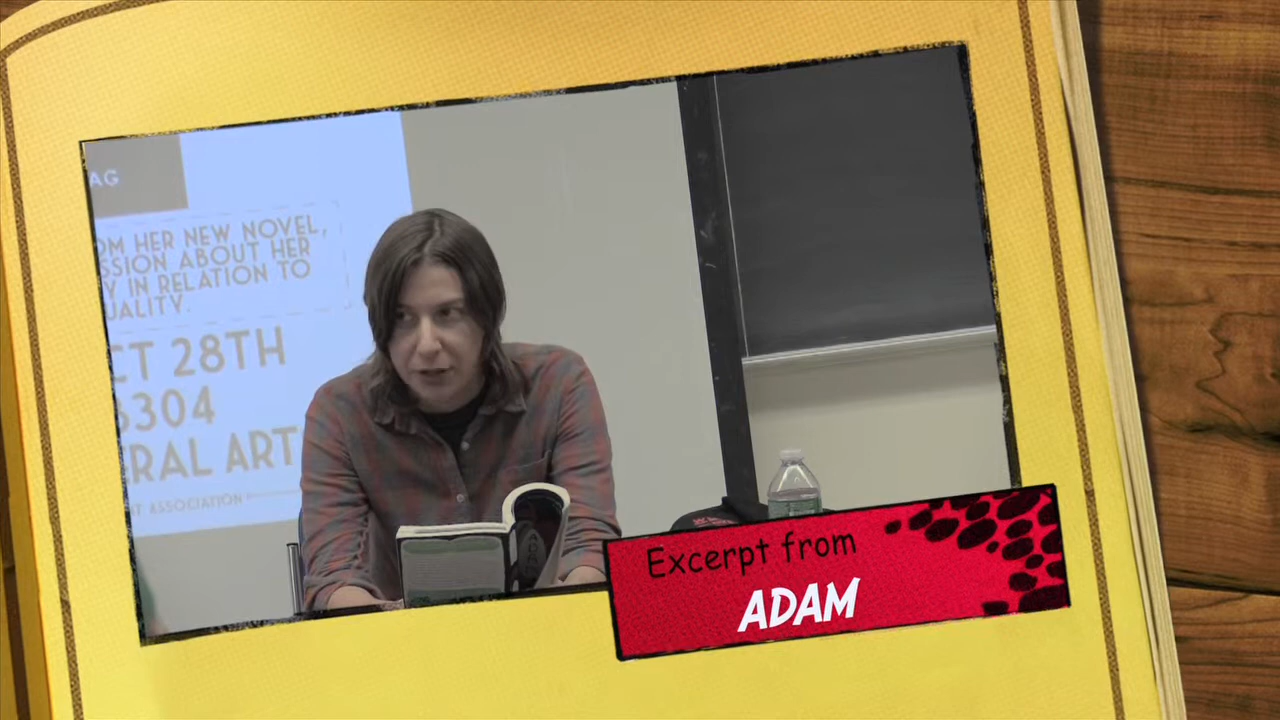 AG
OM HER NEW NOVEL,
SSION ABOUT HER
Y IN RELATION TO
UALITY.
CT 28TH
304
RAL ART
T ASSOCIATION
Excerpt from
ADAM